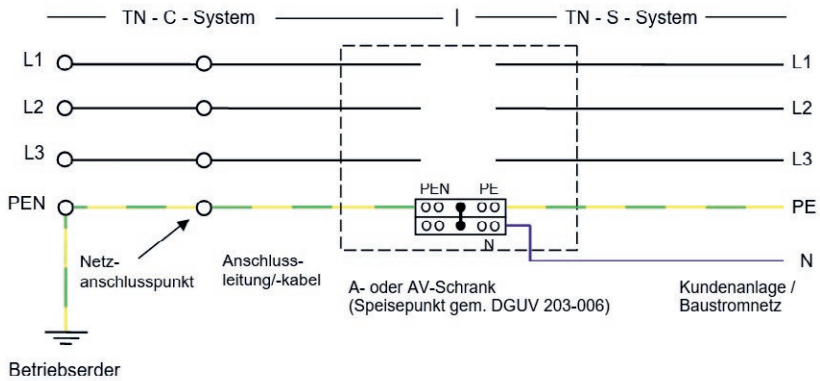 TN - C - System
TN - S - System
L1
L1
L2
L2
L3
L3
PEN
PEN
PE
PE
N
N
Netz-
anschlusspunkt
Anschluss-
leitung/-kabel
A- oder AV-Schrank
(Speisepunkt gem. DGUV 203-006)
Kundenanlage /
Baustromnetz
Betriebserder